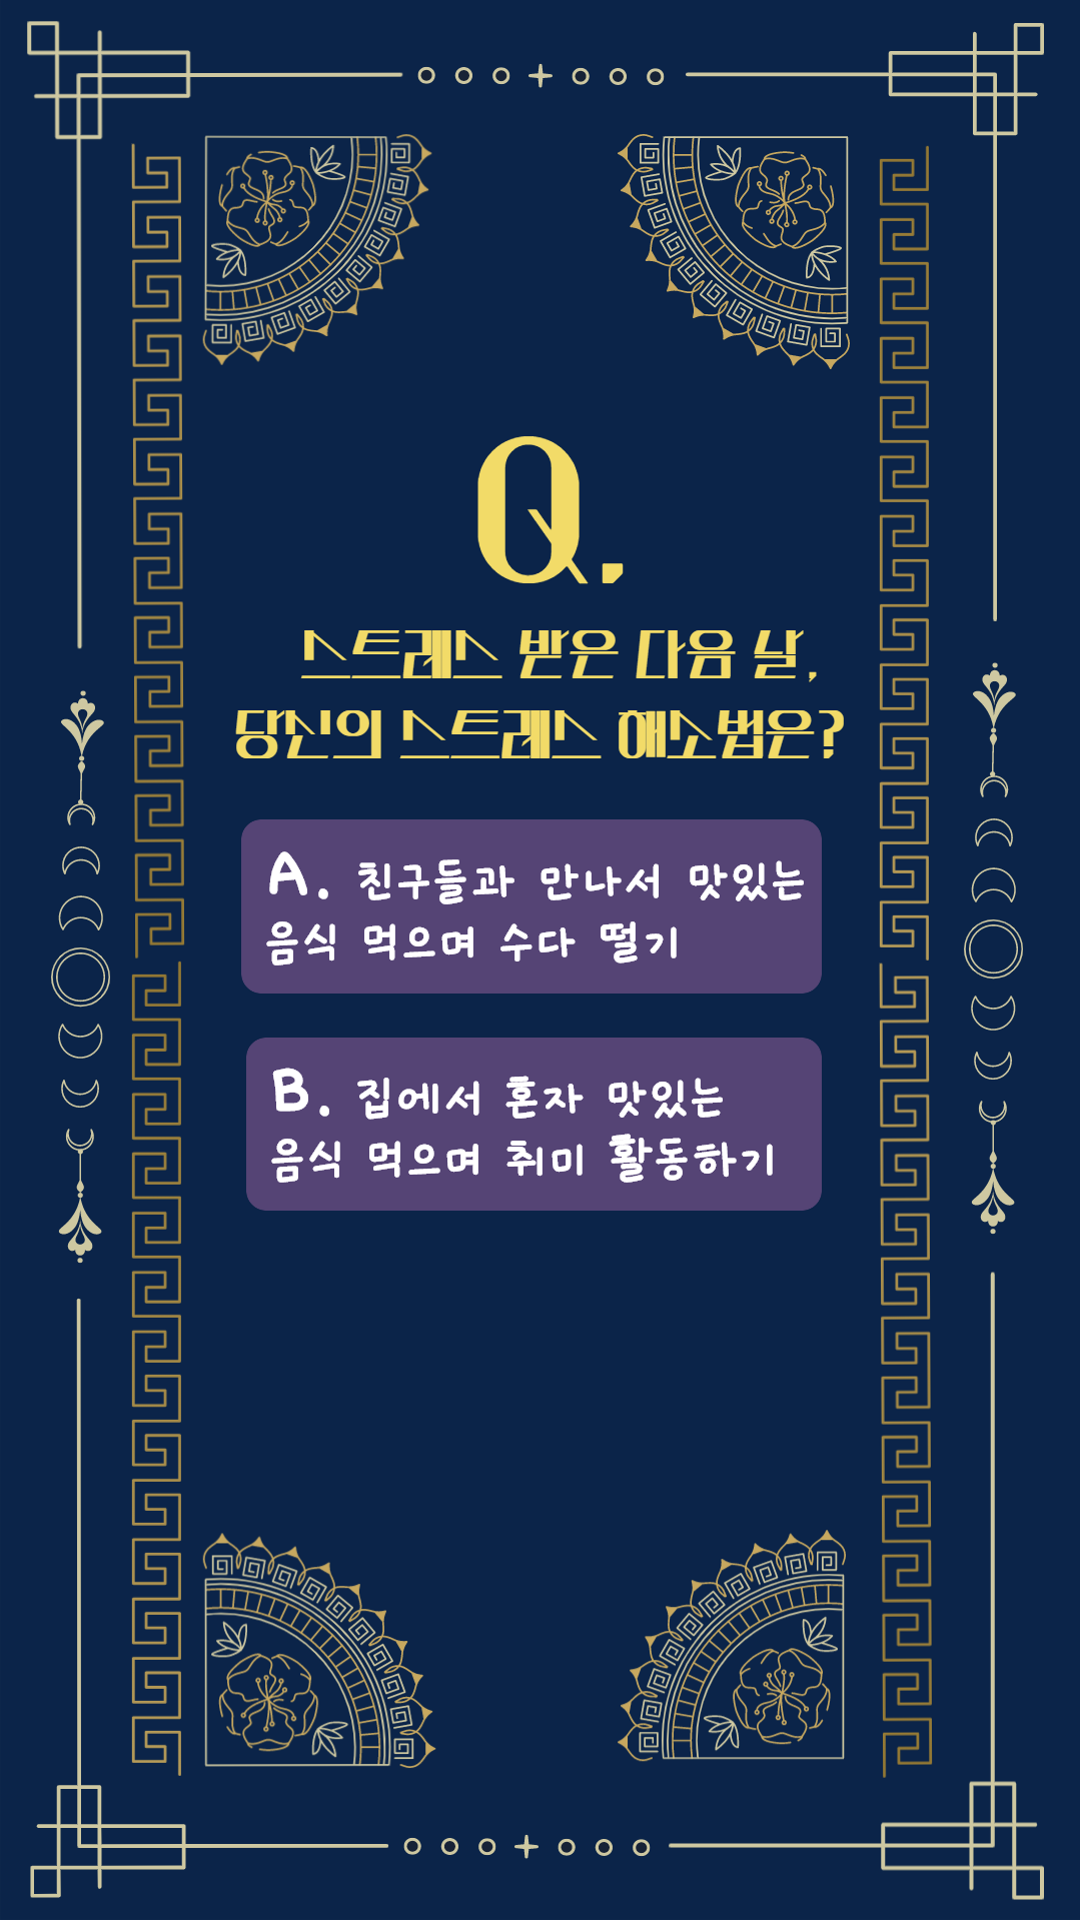 Q.
스트레스 받은 다음 날,
당신의 스트레스 해소법은?
A. 친구들과 만나서 맛있는
음식 먹으며 수다 떨기
B. 집에서 혼자 맛있는
음식 먹으며 취미 활동하기